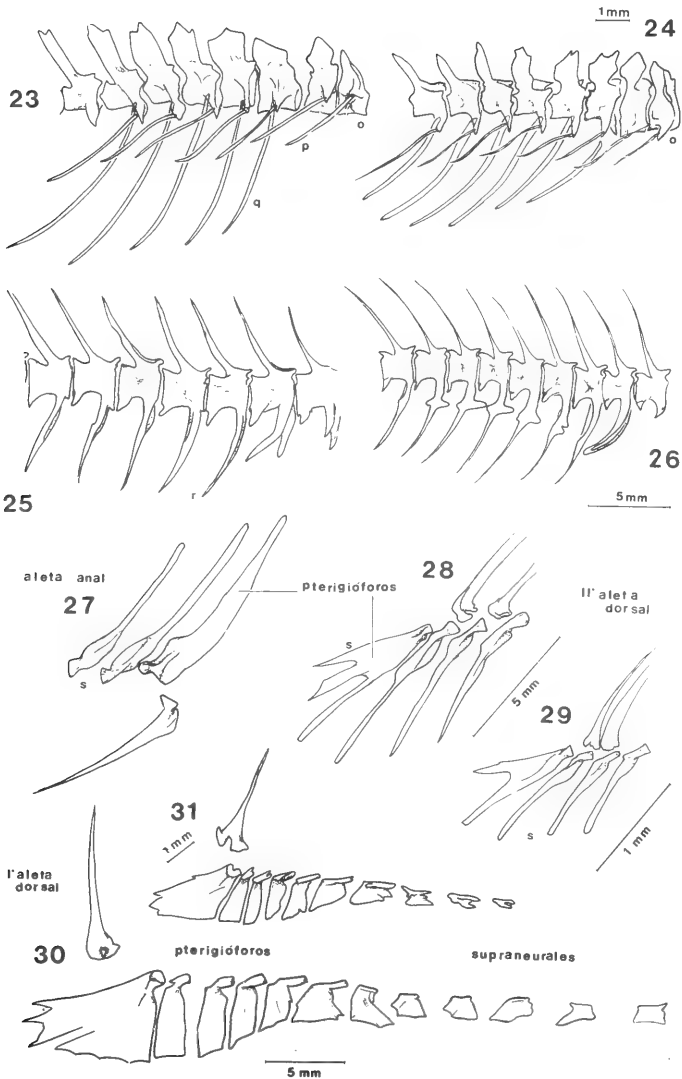 1mm
24
23
o
p
q
o
26
5mm
25
r
aleta anal
27
pterigióforos
28
II'aleta
dorsal
s
s
5 mm
29
31
1mm
s
1 mm
I'aleta
dorsal
30
pterigióforos
supraneurales
5 mm